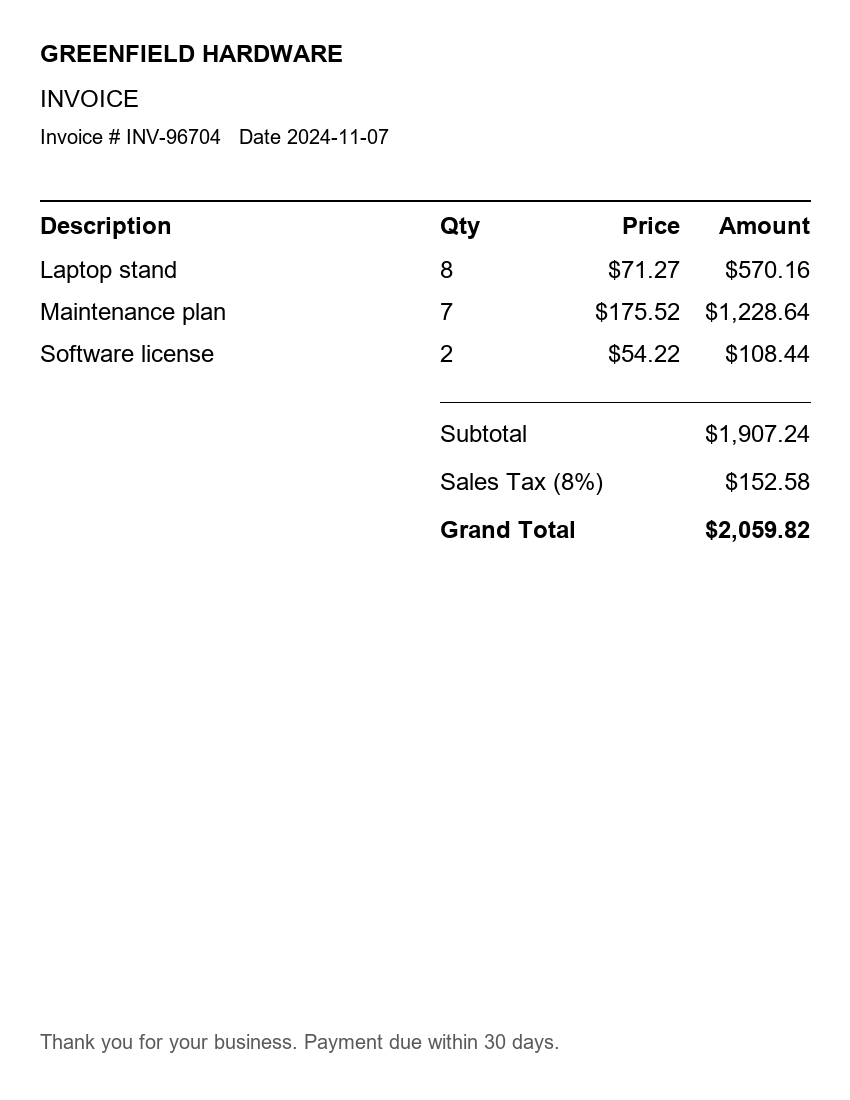 GREENFIELD HARDWARE
INVOICE
Invoice # INV-96704 Date 2024-11-07
Description Qty Price Amount
Laptop stand 8 $71.27 $570.16
Maintenance plan 7 $175.52 $1,228.64
Software license 2 $54.22 $108.44
Subtotal $1,907.24
Sales Tax (8%) $152.58
Grand Total $2,059.82
Thank you for your business. Payment due within 30 days.